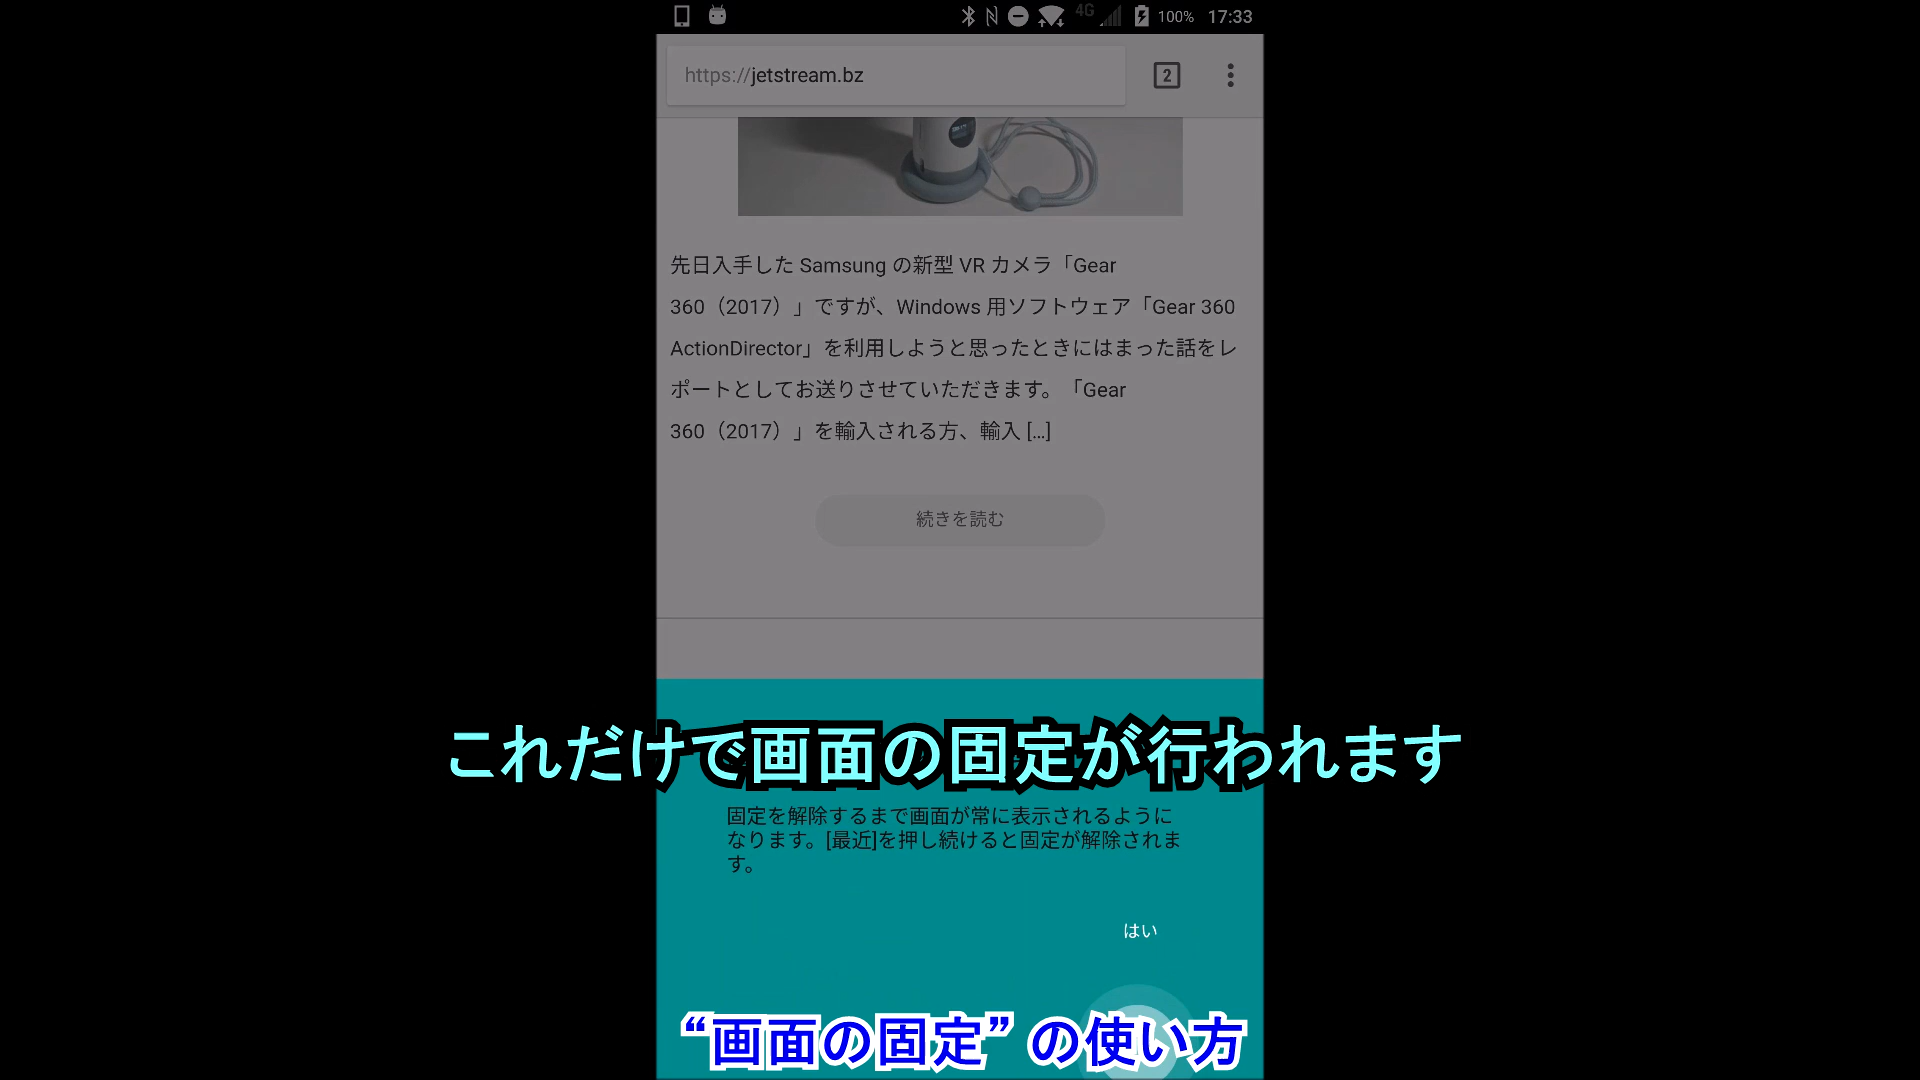 4G 100% 17:33
https://jetstream.bz
2
先日入手した Samsung の新型 VR カメラ「Gear
360（2017）」ですが、Windows 用ソフトウェア「Gear 360
ActionDirector」を利用しようと思ったときにはまった話をレ
ポートとしてお送りさせていただきます。「Gear
360（2017）」を輸入される方、輸入 [...]
続きを読む
これだけで画面の固定が行われます
固定を解除するまで画面が常に表示されるように
なります。[最近]を押し続けると固定が解除されま
す。
はい
“画面の固定” の使い方